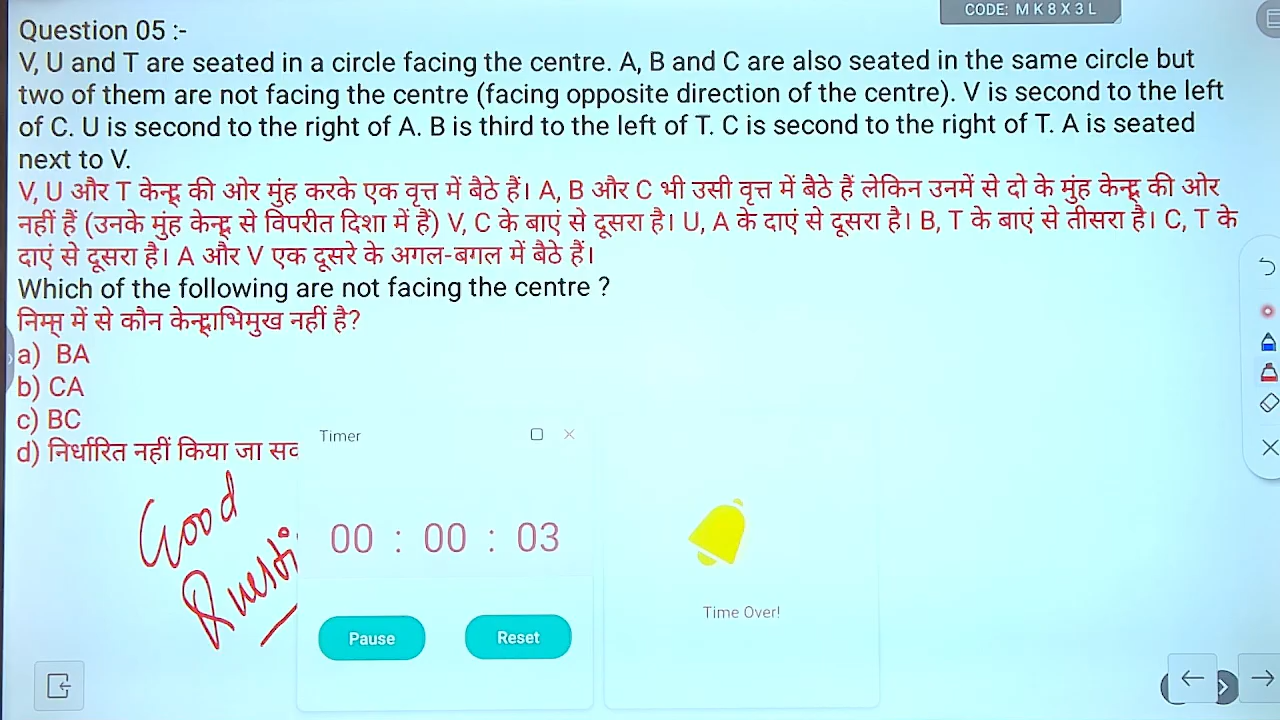 CODE: M K 8 X 3 L
Question 05 :-
V, U and T are seated in a circle facing the centre. A, B and C are also seated in the same circle but
two of them are not facing the centre (facing opposite direction of the centre). V is second to the left
of C. U is second to the right of A. B is third to the left of T. C is second to the right of T. A is seated
next to V.
V, U और T केन्द्र की ओर मुंह करके एक वृत्त में बैठे हैं। A, B और C भी उसी वृत्त में बैठे हैं लेकिन उनमें से दो के मुंह केन्द्र की ओर
नहीं हैं (उनके मुंह केन्द्र से विपरीत दिशा में हैं) V, C के बाएं से दूसरा है। U, A के दाएं से दूसरा है। B, T के बाएं से तीसरा है। C, T के
दाएं से दूसरा है। A और V एक दूसरे के अगल-बगल में बैठे हैं।
Which of the following are not facing the centre ?
निम्न में से कौन केन्द्राभिमुख नहीं है?
a) BA
b) CA
c) BC
d) निर्धारित नहीं किया जा
Good
Questi
Timer
00 : 00 : 03
Pause
Reset
Time Over!